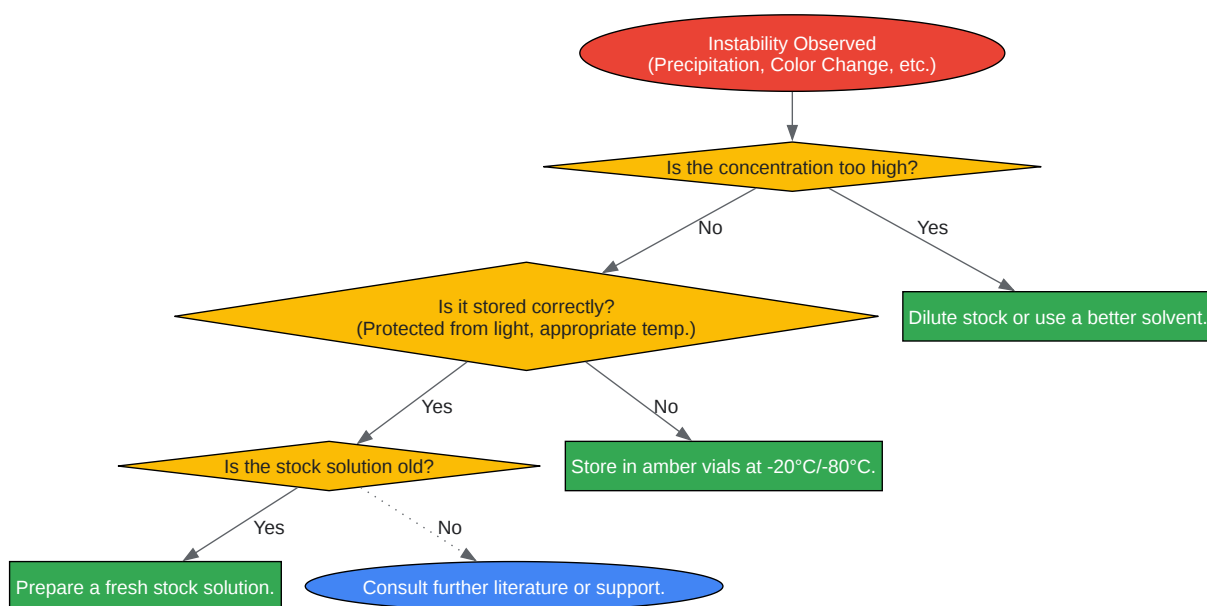 Instability Observed
(Precipitation, Color Change, etc.)
Is the concentration too high?
No
Yes
Is it stored correctly?
(Protected from light, appropriate temp.)
Dilute stock or use a better solvent.
Yes
No
Is the stock solution old?
Store in amber vials at -20°C/-80°C.
Yes
No
Prepare a fresh stock solution.
Consult further literature or support.